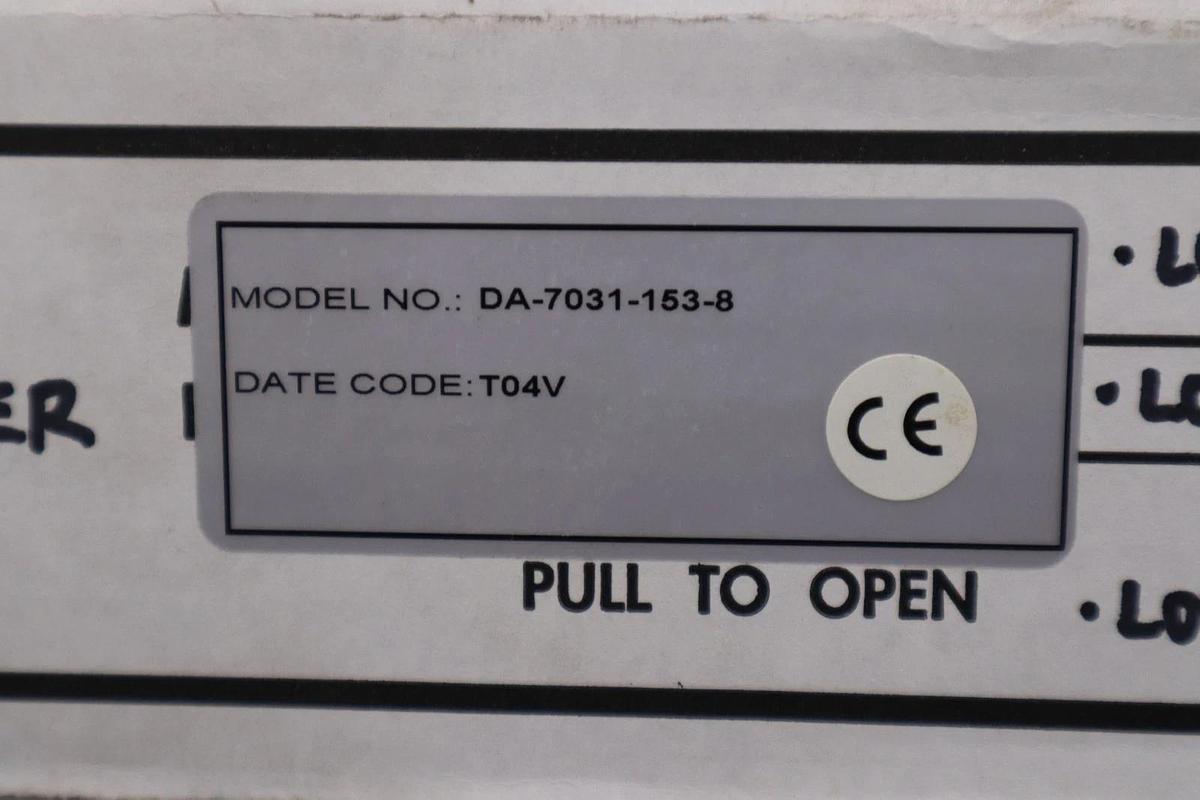 MODEL NO.: DA-7031-153-8
DATE CODE: T04V
CE
PULL TO OPEN